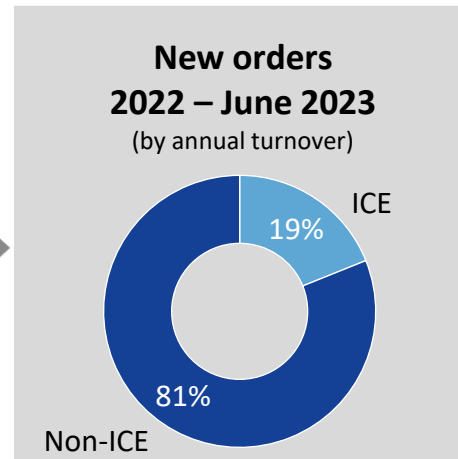 New orders
2022 – June 2023
(by annual turnover)
ICE
19%
81%
Non-ICE